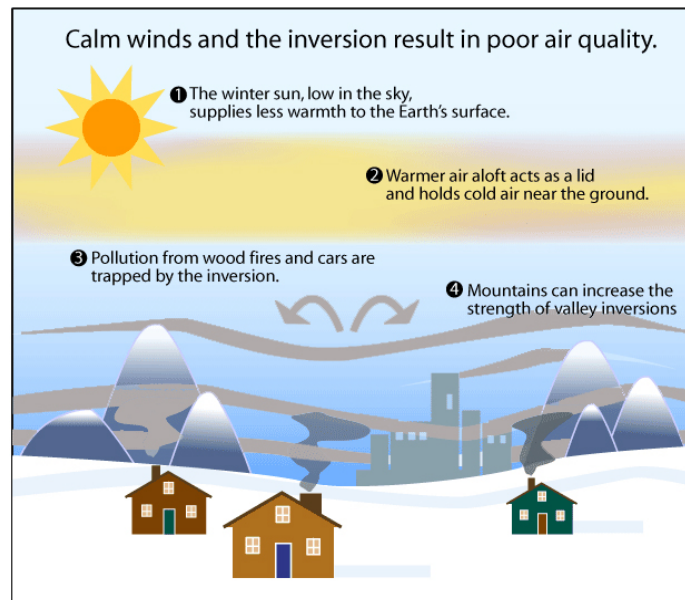 Calm winds and the inversion result in poor air quality.
❶ The winter sun, low in the sky,
supplies less warmth to the Earth's surface.
❷ Warmer air aloft acts as a lid
and holds cold air near the ground.
❸ Pollution from wood fires and cars are
trapped by the inversion.
❹ Mountains can increase the
strength of valley inversions